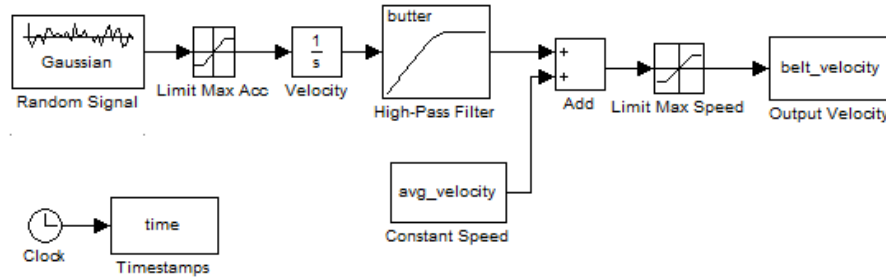 butter
Gaussian
Random Signal
Limit Max Acc
1
s
Velocity
High-Pass Filter
+
+
Add
Limit Max Speed
belt_velocity
Output Velocity
avg_velocity
Constant Speed
Clock
time
Timestamps